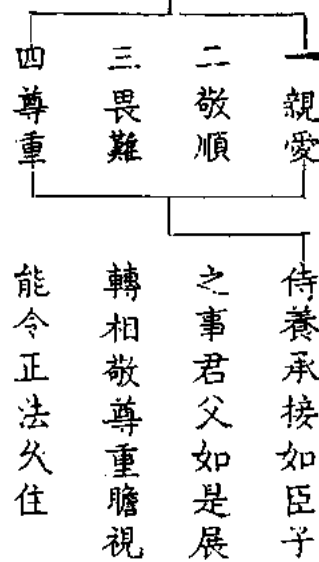 一親愛
二敬順
三畏難
四尊重
侍養承接如臣子
之事君父如是展
轉相敬尊重瞻視
能令正法久住